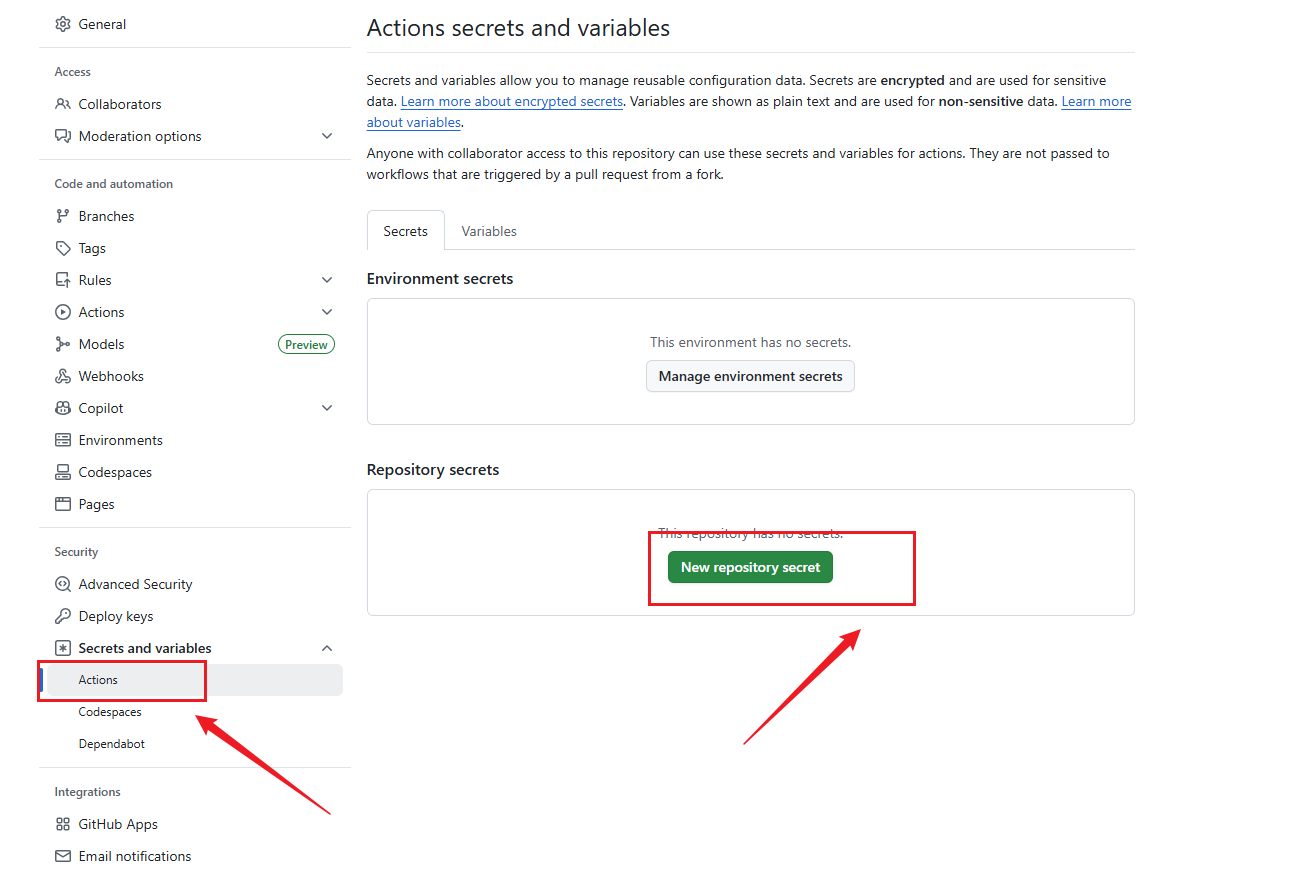 General
Access
Collaborators
Moderation options
Code and automation
Branches
Tags
Rules
Actions
Models Preview
Webhooks
Copilot
Environments
Codespaces
Pages
Security
Advanced Security
Deploy keys
Secrets and variables
Actions
Codespaces
Dependabot
Integrations
GitHub Apps
Email notifications
Actions secrets and variables
Secrets and variables allow you to manage reusable configuration data. Secrets are encrypted and are used for sensitive
data. Learn more about encrypted secrets. Variables are shown as plain text and are used for non-sensitive data. Learn more
about variables.
Anyone with collaborator access to this repository can use these secrets and variables for actions. They are not passed to
workflows that are triggered by a pull request from a fork.
Secrets Variables
Environment secrets
This environment has no secrets.
Manage environment secrets
Repository secrets
This repository has no secrets.
New repository secret